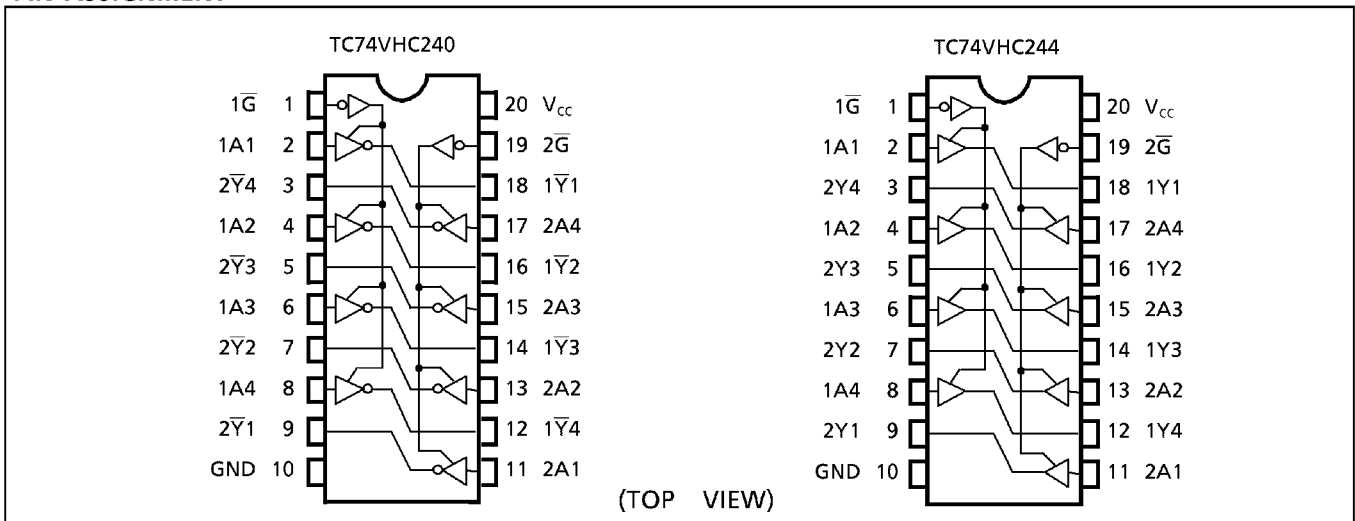 TC74VHC240
1G̅ 1
1A1 2
2Y̅4 3
1A2 4
2Y̅3 5
1A3 6
2Y̅2 7
1A4 8
2Y̅1 9
GND 10
20 VCC
19 2G̅
18 1Y̅1
17 2A4
16 1Y̅2
15 2A3
14 1Y̅3
13 2A2
12 1Y̅4
11 2A1
TC74VHC244
1G̅ 1
1A1 2
2Y4 3
1A2 4
2Y3 5
1A3 6
2Y2 7
1A4 8
2Y1 9
GND 10
20 VCC
19 2G̅
18 1Y1
17 2A4
16 1Y2
15 2A3
14 1Y3
13 2A2
12 1Y4
11 2A1
(TOP VIEW)